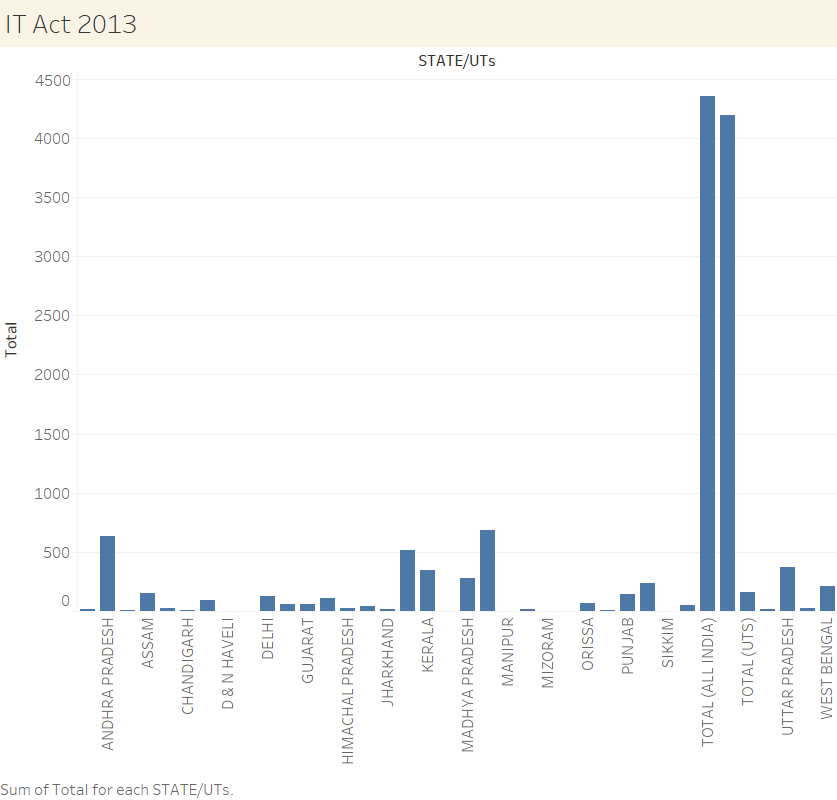 IT Act 2013
STATE/UTs
4500
4000
3500
3000
2500
2000
1500
1000
500
0
Total
ANDHRA PRADESH
ASSAM
CHANDIGARH
D & N HAVELI
DELHI
GUJARAT
HIMACHAL PRADESH
JHARKHAND
KERALA
MADHYA PRADESH
MANIPUR
MIZORAM
ORISSA
PUNJAB
SIKKIM
TOTAL (ALL INDIA)
TOTAL (UTS)
UTTAR PRADESH
WEST BENGAL
Sum of Total for each STATE/UTs.